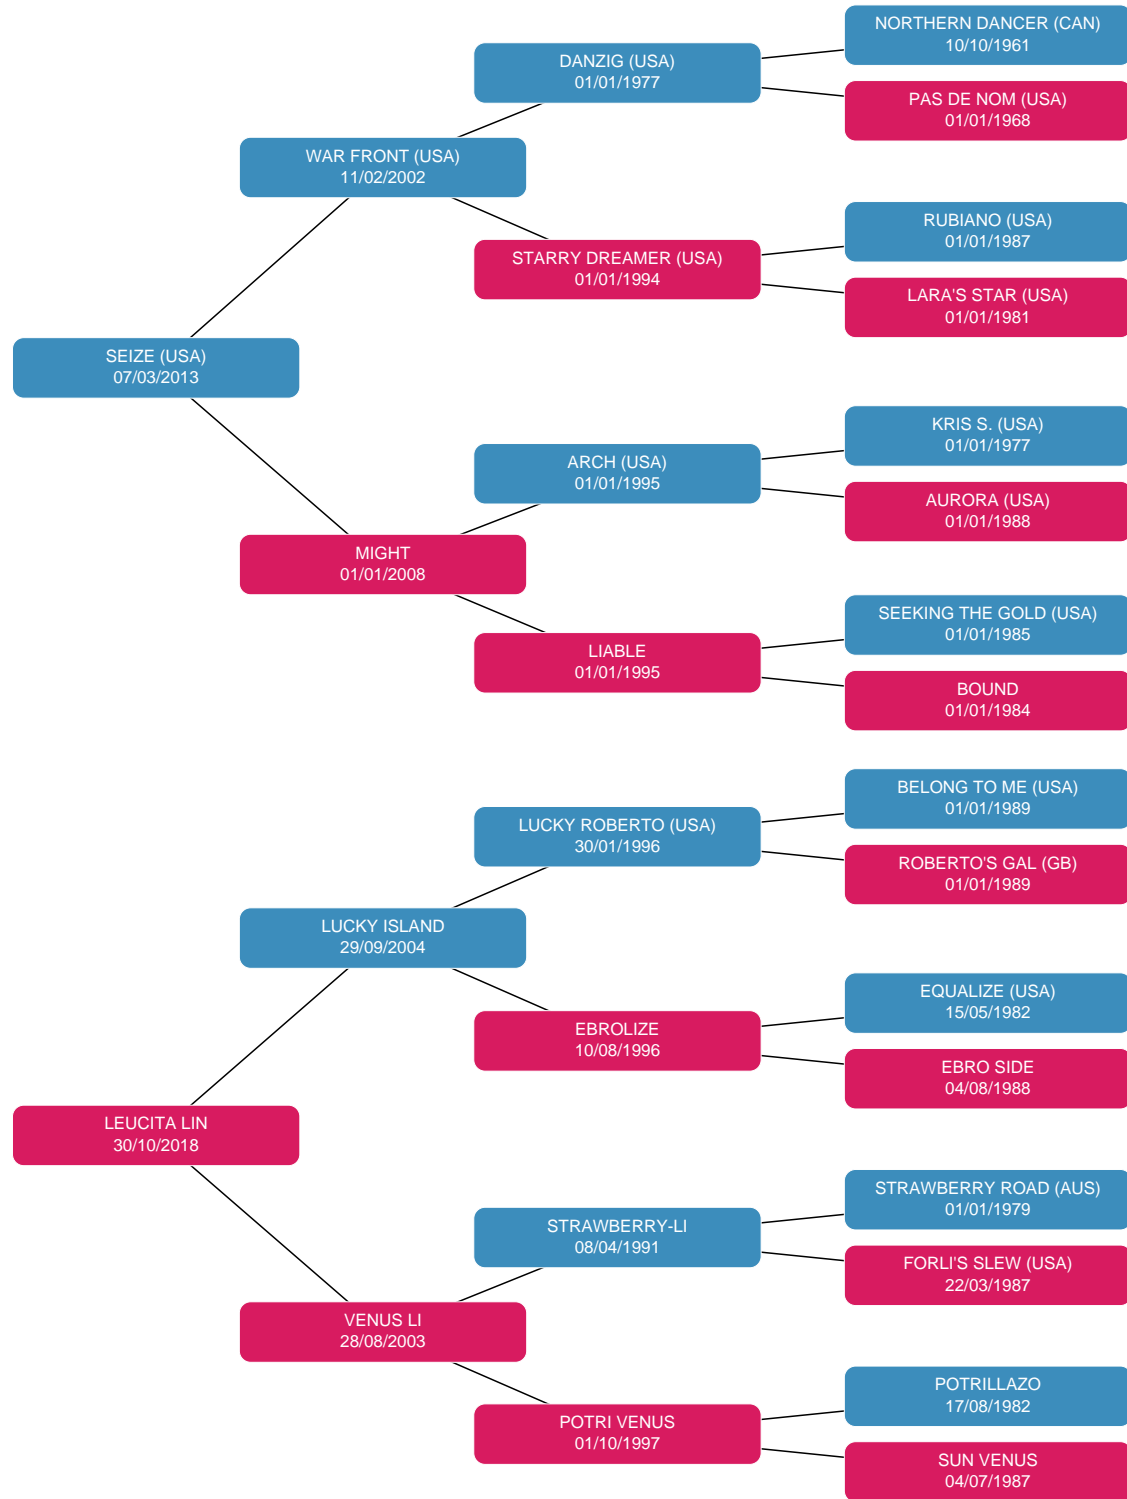 NORTHERN DANCER (CAN)
10/10/1961
DANZIG (USA)
01/01/1977
PAS DE NOM (USA)
01/01/1968
WAR FRONT (USA)
11/02/2002
RUBIANO (USA)
01/01/1987
STARRY DREAMER (USA)
01/01/1994
LARA'S STAR (USA)
01/01/1981
SEIZE (USA)
07/03/2013
KRIS S. (USA)
01/01/1977
ARCH (USA)
01/01/1995
AURORA (USA)
01/01/1988
MIGHT
01/01/2008
SEEKING THE GOLD (USA)
01/01/1985
LIABLE
01/01/1995
BOUND
01/01/1984
BELONG TO ME (USA)
01/01/1989
LUCKY ROBERTO (USA)
30/01/1996
ROBERTO'S GAL (GB)
01/01/1989
LUCKY ISLAND
29/09/2004
EQUALIZE (USA)
15/05/1982
EBROLIZE
10/08/1996
EBRO SIDE
04/08/1988
LEUCITA LIN
30/10/2018
STRAWBERRY ROAD (AUS)
01/01/1979
STRAWBERRY-LI
08/04/1991
FORLI'S SLEW (USA)
22/03/1987
VENUS LI
28/08/2003
POTRILLAZO
17/08/1982
POTRI VENUS
01/10/1997
SUN VENUS
04/07/1987